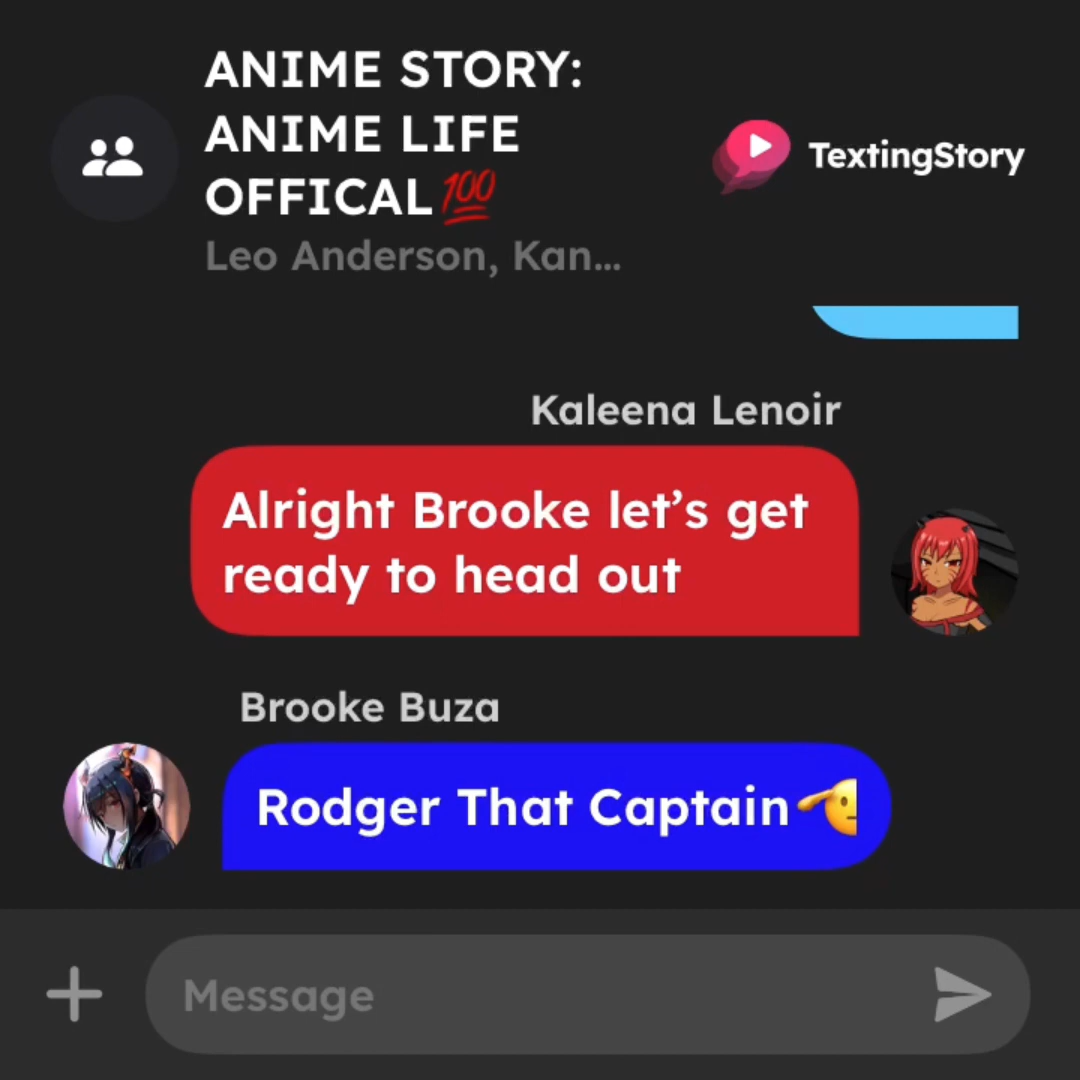 ANIME STORY:
ANIME LIFE
OFFICAL💯
TextingStory
Leo Anderson, Kan...
Kaleena Lenoir
Alright Brooke let’s get
ready to head out
Brooke Buza
Rodger That Captain🫡
Message